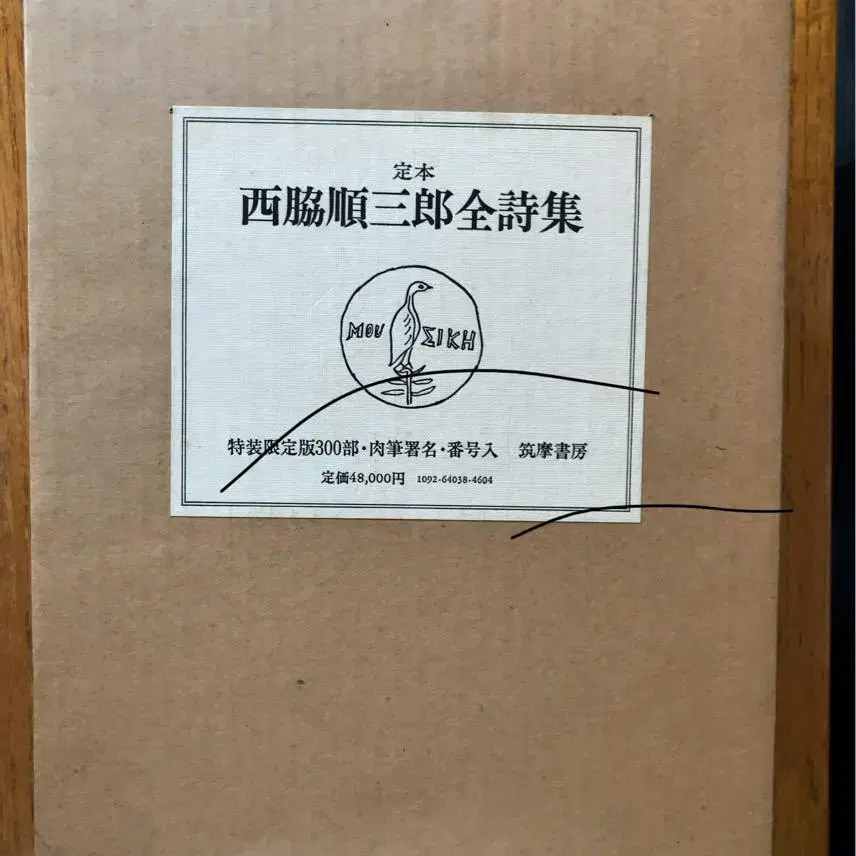 定本
西脇順三郎全詩集
ΜΟΥ ΣΙΚΗ
特装限定版300部・肉筆署名・番号入 筑摩書房
定価48,000円 1092-64038-4604